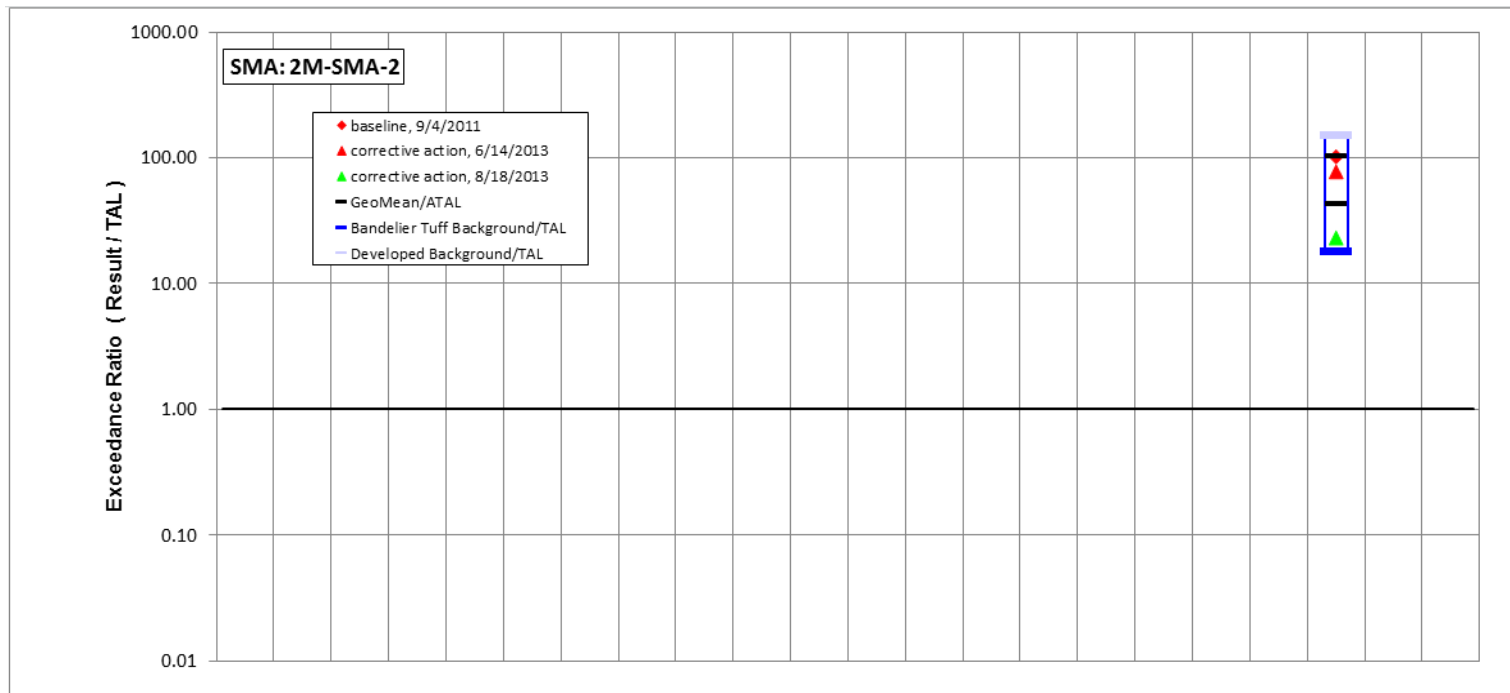 1000.00
SMA: 2M-SMA-2
baseline, 9/4/2011
corrective action, 6/14/2013
corrective action, 8/18/2013
GeoMean/ATAL
Bandelier Tuff Background/TAL
Developed Background/TAL
100.00
10.00
1.00
0.10
0.01
Exceedance Ratio ( Result / TAL )